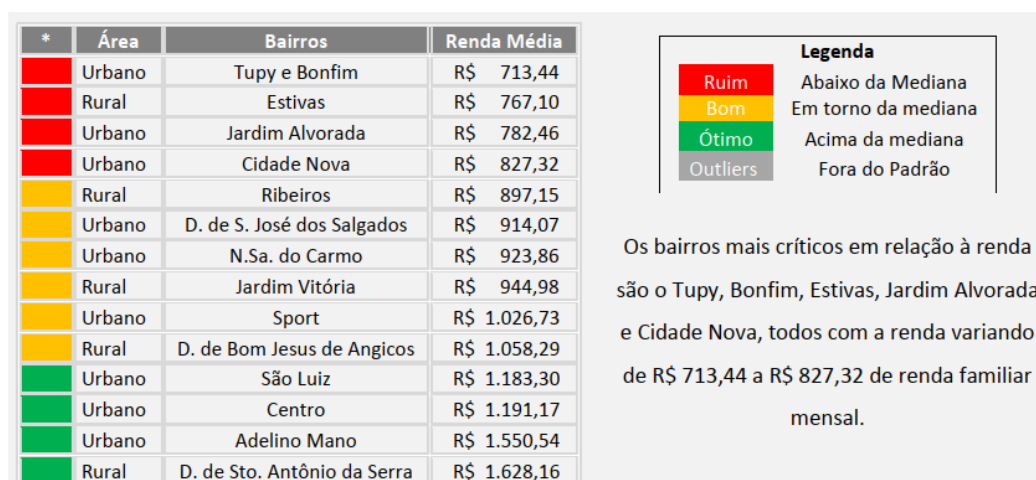 * Área Bairros Renda Média
Urbano Tupy e Bonfim R$ 713,44
Rural Estivas R$ 767,10
Urbano Jardim Alvorada R$ 782,46
Urbano Cidade Nova R$ 827,32
Rural Ribeiros R$ 897,15
Urbano D. de S. José dos Salgados R$ 914,07
Urbano N.Sa. do Carmo R$ 923,86
Rural Jardim Vitória R$ 944,98
Urbano Sport R$ 1.026,73
Rural D. de Bom Jesus de Angicos R$ 1.058,29
Urbano São Luiz R$ 1.183,30
Urbano Centro R$ 1.191,17
Urbano Adelino Mano R$ 1.550,54
Rural D. de Sto. Antônio da Serra R$ 1.628,16
Legenda
Ruim Abaixo da Mediana
Bom Em torno da mediana
Ótimo Acima da mediana
Outliers Fora do Padrão
Os bairros mais críticos em relação à renda
são o Tupy, Bonfim, Estivas, Jardim Alvorada
e Cidade Nova, todos com a renda variando
de R$ 713,44 a R$ 827,32 de renda familiar
mensal.